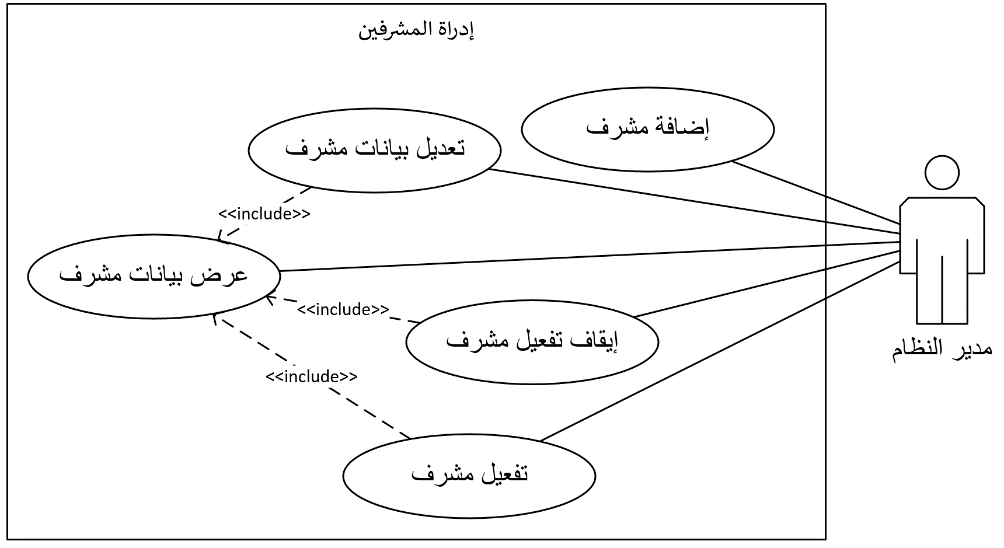 إدراة المشرفين
إضافة مشرف
تعديل بيانات مشرف
<<include>>
عرض بيانات مشرف
<<include>>
إيقاف تفعيل مشرف
مدير النظام
<<include>>
تفعيل مشرف